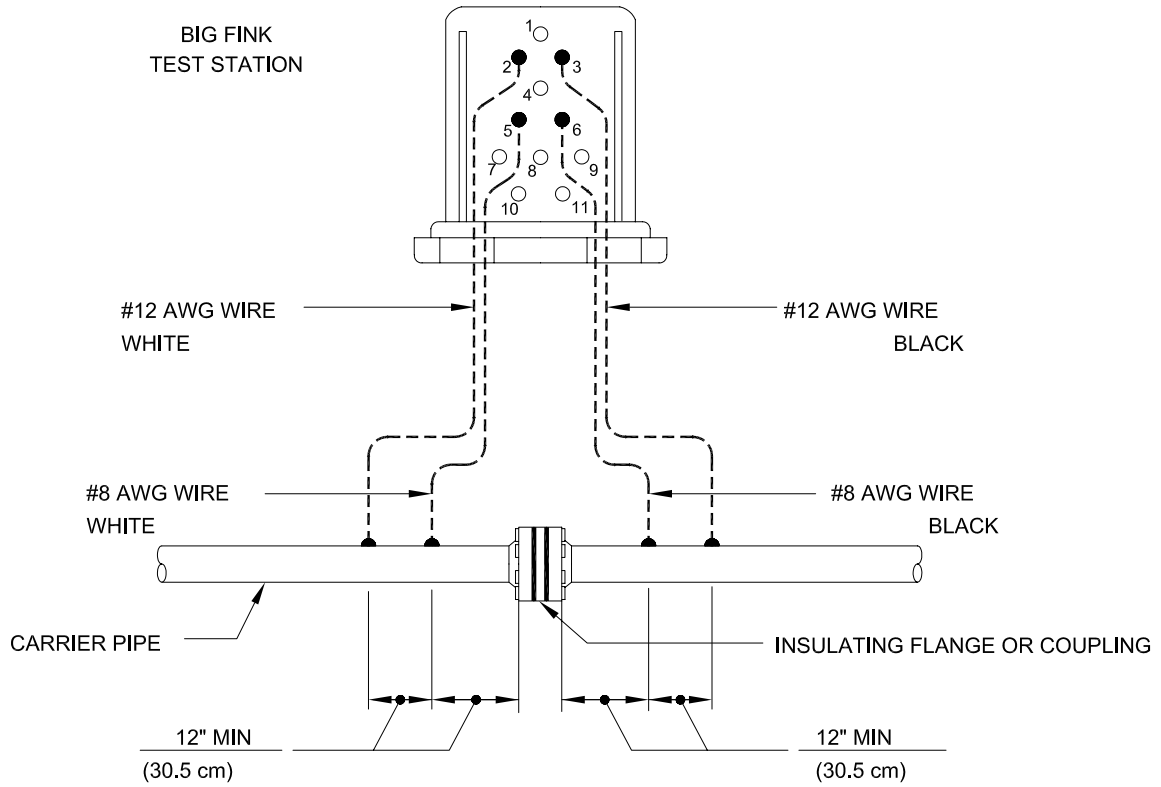 BIG FINK
TEST STATION
1
2
3
4
5
6
7
8
9
10
11
#12 AWG WIRE
WHITE
#12 AWG WIRE
BLACK
#8 AWG WIRE
WHITE
#8 AWG WIRE
BLACK
CARRIER PIPE
INSULATING FLANGE OR COUPLING
12" MIN
(30.5 cm)
12" MIN
(30.5 cm)